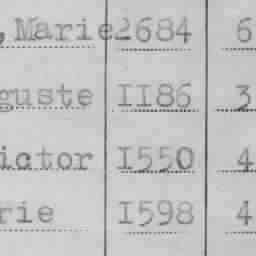 ,Marie 2684 6
guste II86 3
ictor I550 4
rie I598 4